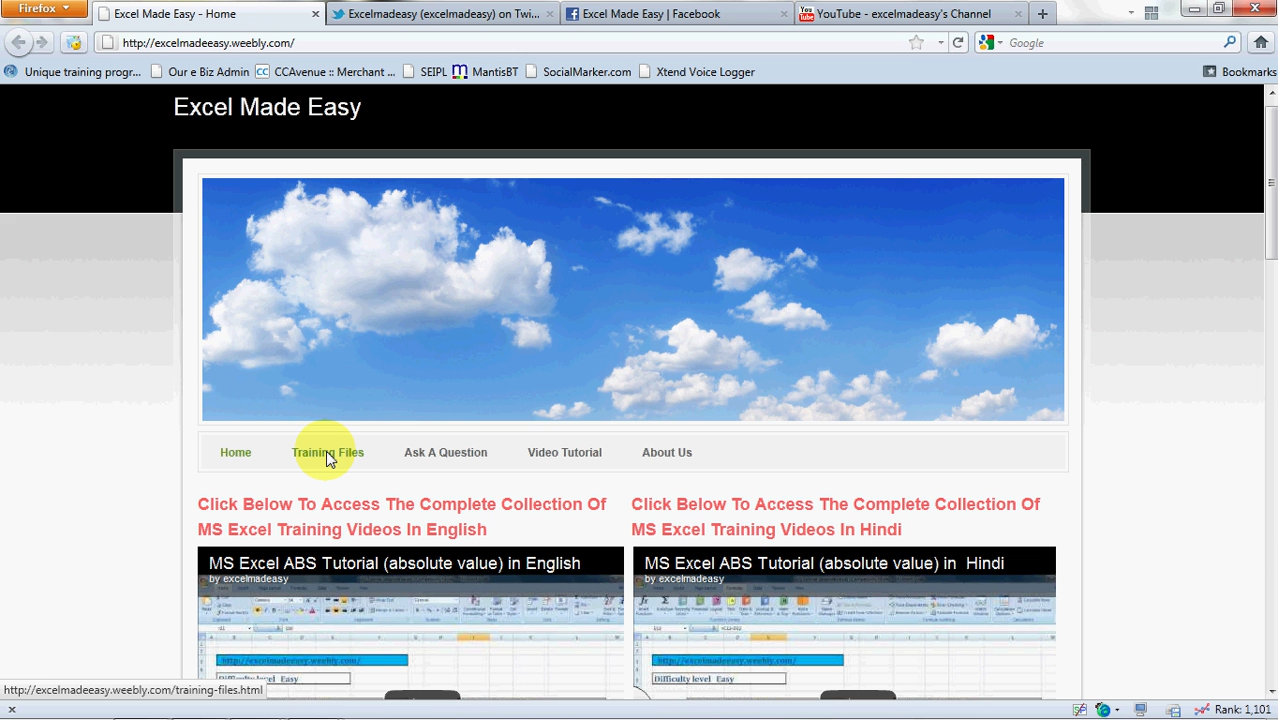 Firefox
Excel Made Easy - Home
Excelmadeasy (excelmadeasy) on Twi...
Excel Made Easy | Facebook
YouTube - excelmadeasy's Channel
http://excelmadeeasy.weebly.com/
Google
Unique training progr...
Our e Biz Admin
CCAvenue :: Merchant ...
SEIPL
MantisBT
SocialMarker.com
Xtend Voice Logger
Bookmarks
Excel Made Easy
Home
Training Files
Ask A Question
Video Tutorial
About Us
Click Below To Access The Complete Collection Of
MS Excel Training Videos In English
Click Below To Access The Complete Collection Of
MS Excel Training Videos In Hindi
MS Excel ABS Tutorial (absolute value) in English
by excelmadeasy
http://excelmadeeasy.weebly.com/
Difficulty level Easy
MS Excel ABS Tutorial (absolute value) in Hindi
by excelmadeasy
http://excelmadeeasy.weebly.com/
Difficulty level Easy
http://excelmadeeasy.weebly.com/training-files.html
Rank: 1,101